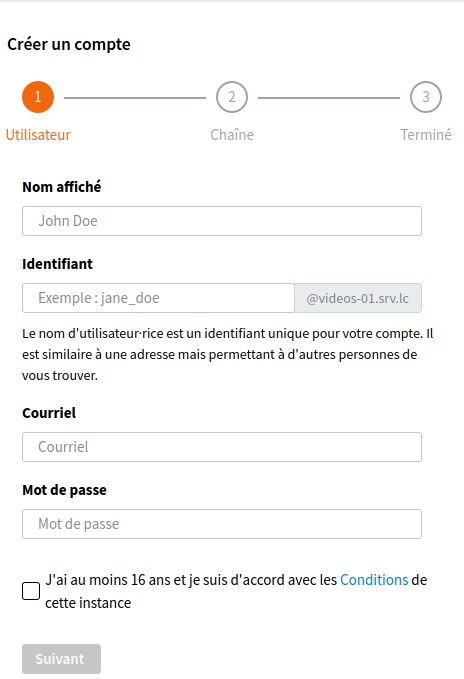 Créer un compte
1
2
3
Utilisateur
Chaîne
Terminé
Nom affiché
John Doe
Identifiant
Exemple : jane_doe
@videos-01.srv.lc
Le nom d'utilisateur·rice est un identifiant unique pour votre compte. Il
est similaire à une adresse mais permettant à d'autres personnes de
vous trouver.
Courriel
Courriel
Mot de passe
Mot de passe
J'ai au moins 16 ans et je suis d'accord avec les Conditions de
cette instance
Suivant